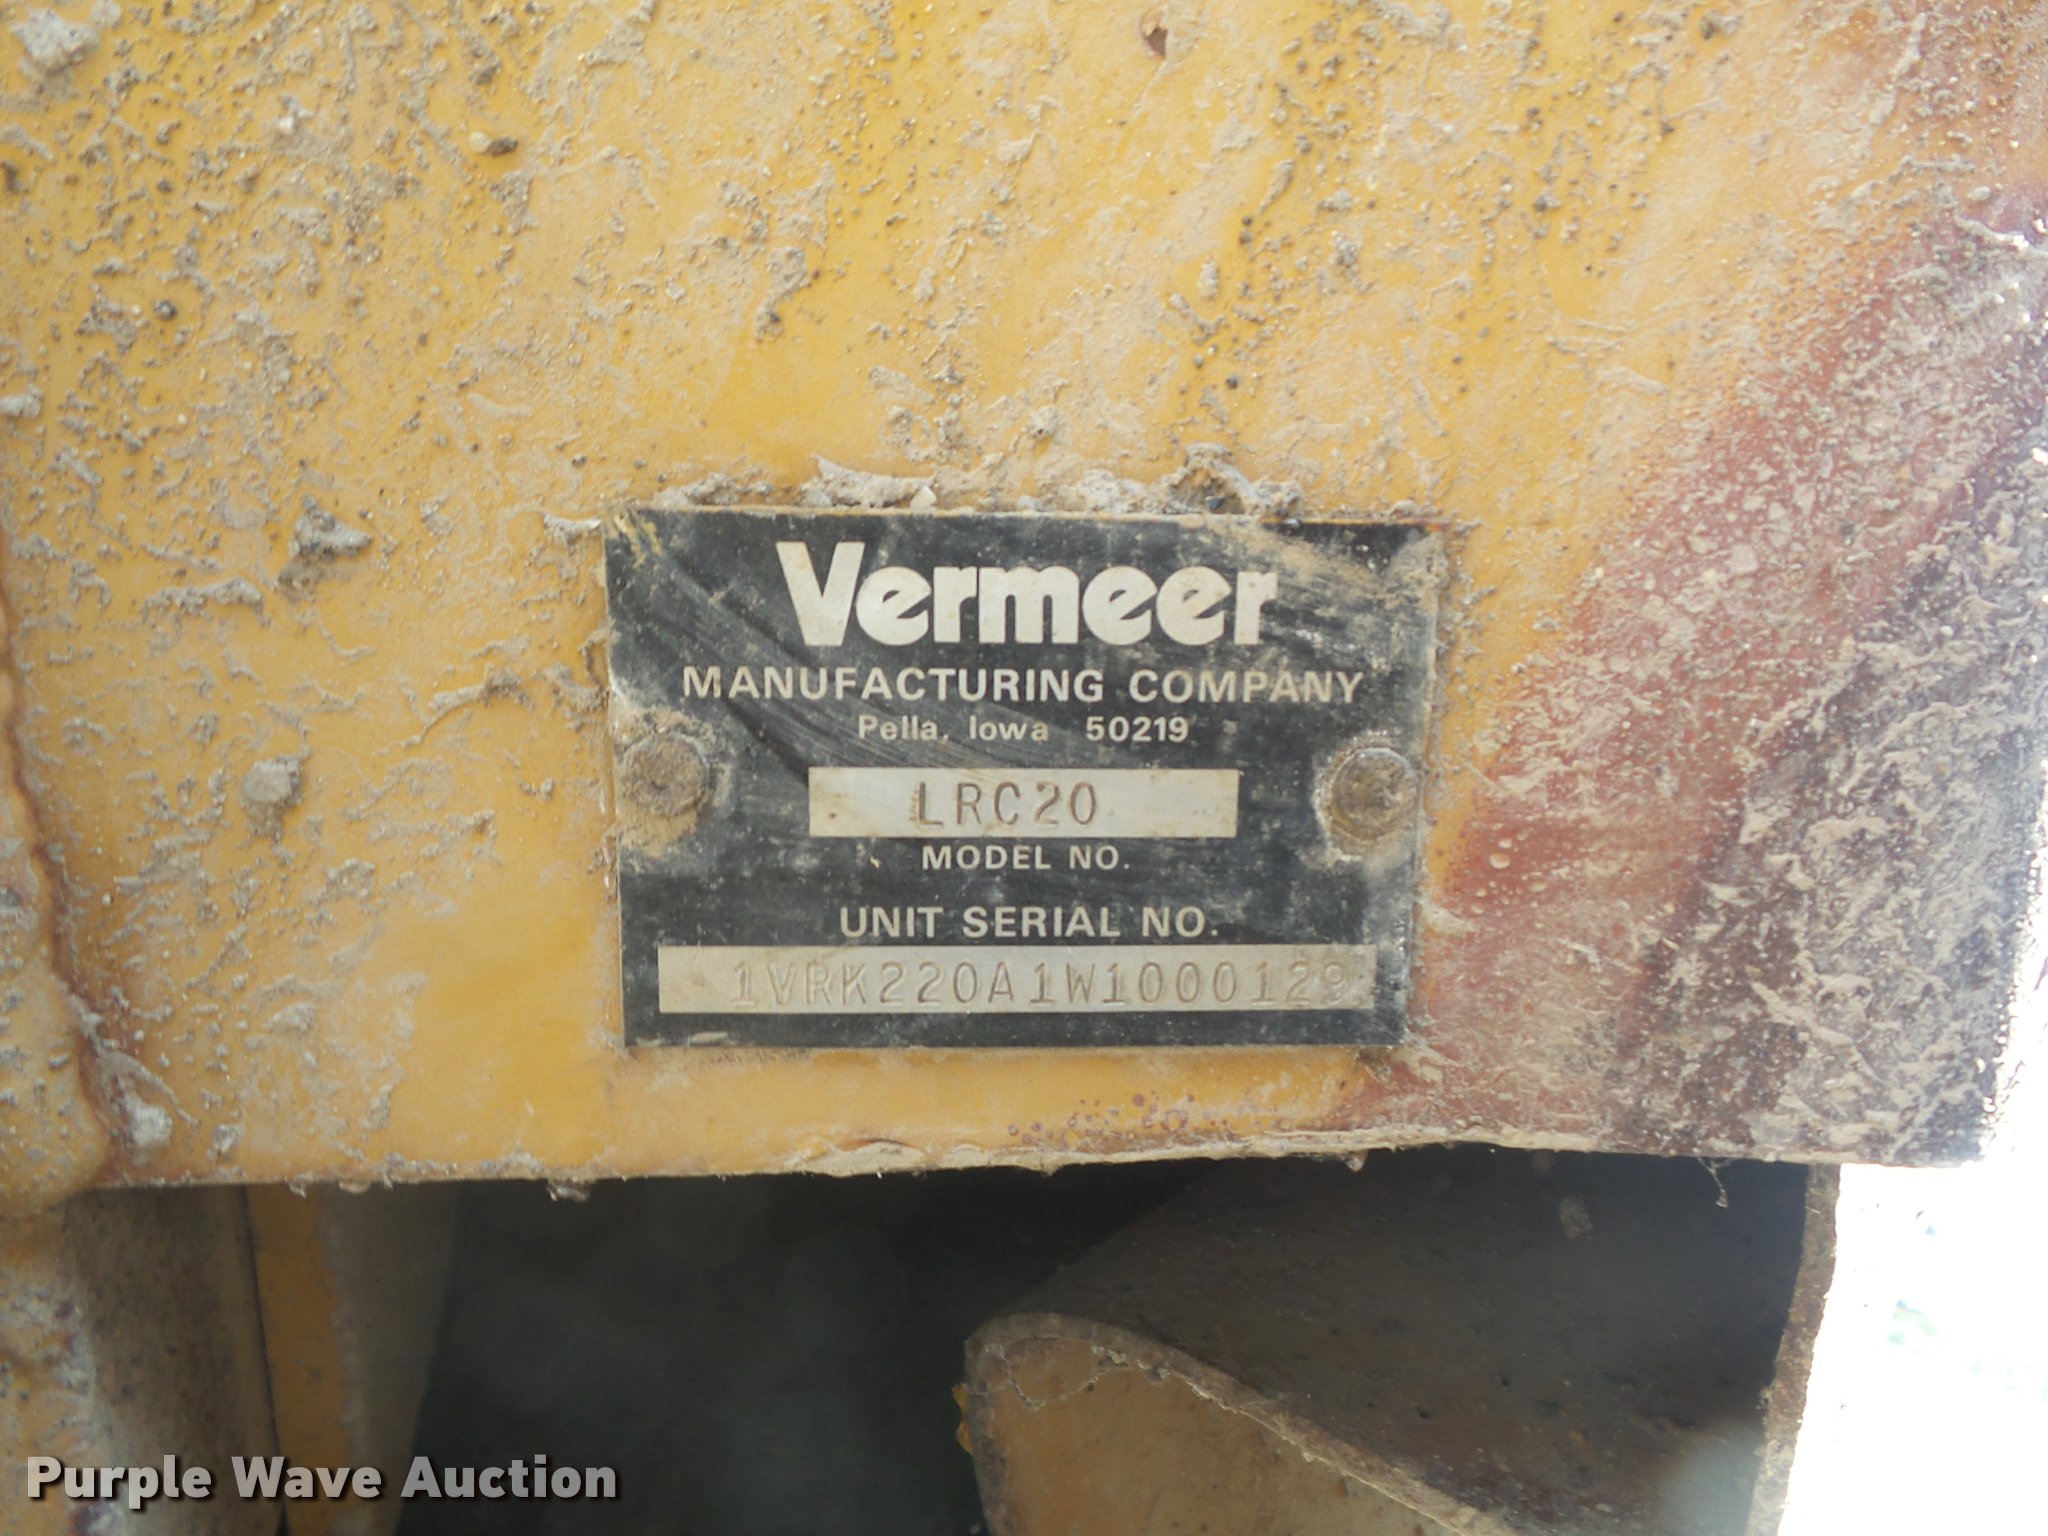 Vermeer
MANUFACTURING COMPANY
Pella, Iowa 50219
LRC20
MODEL NO.
UNIT SERIAL NO.
1VRK220A1W1000129
Purple Wave Auction